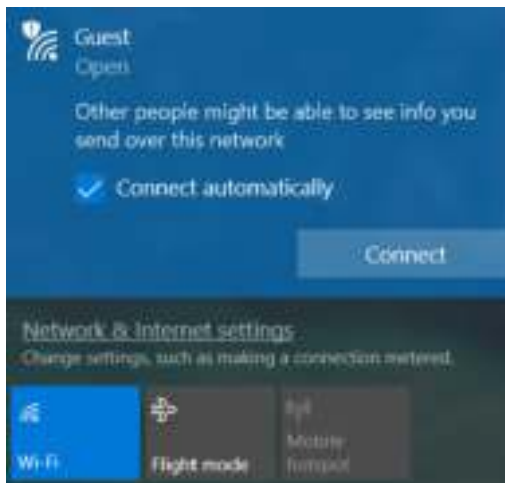 Guest
Open
Other people might be able to see info you
send over this network
Connect automatically
Connect
Network & Internet settings
Change settings, such as making a connection metered.
Wi-Fi
Flight mode
Mobile
hotspot